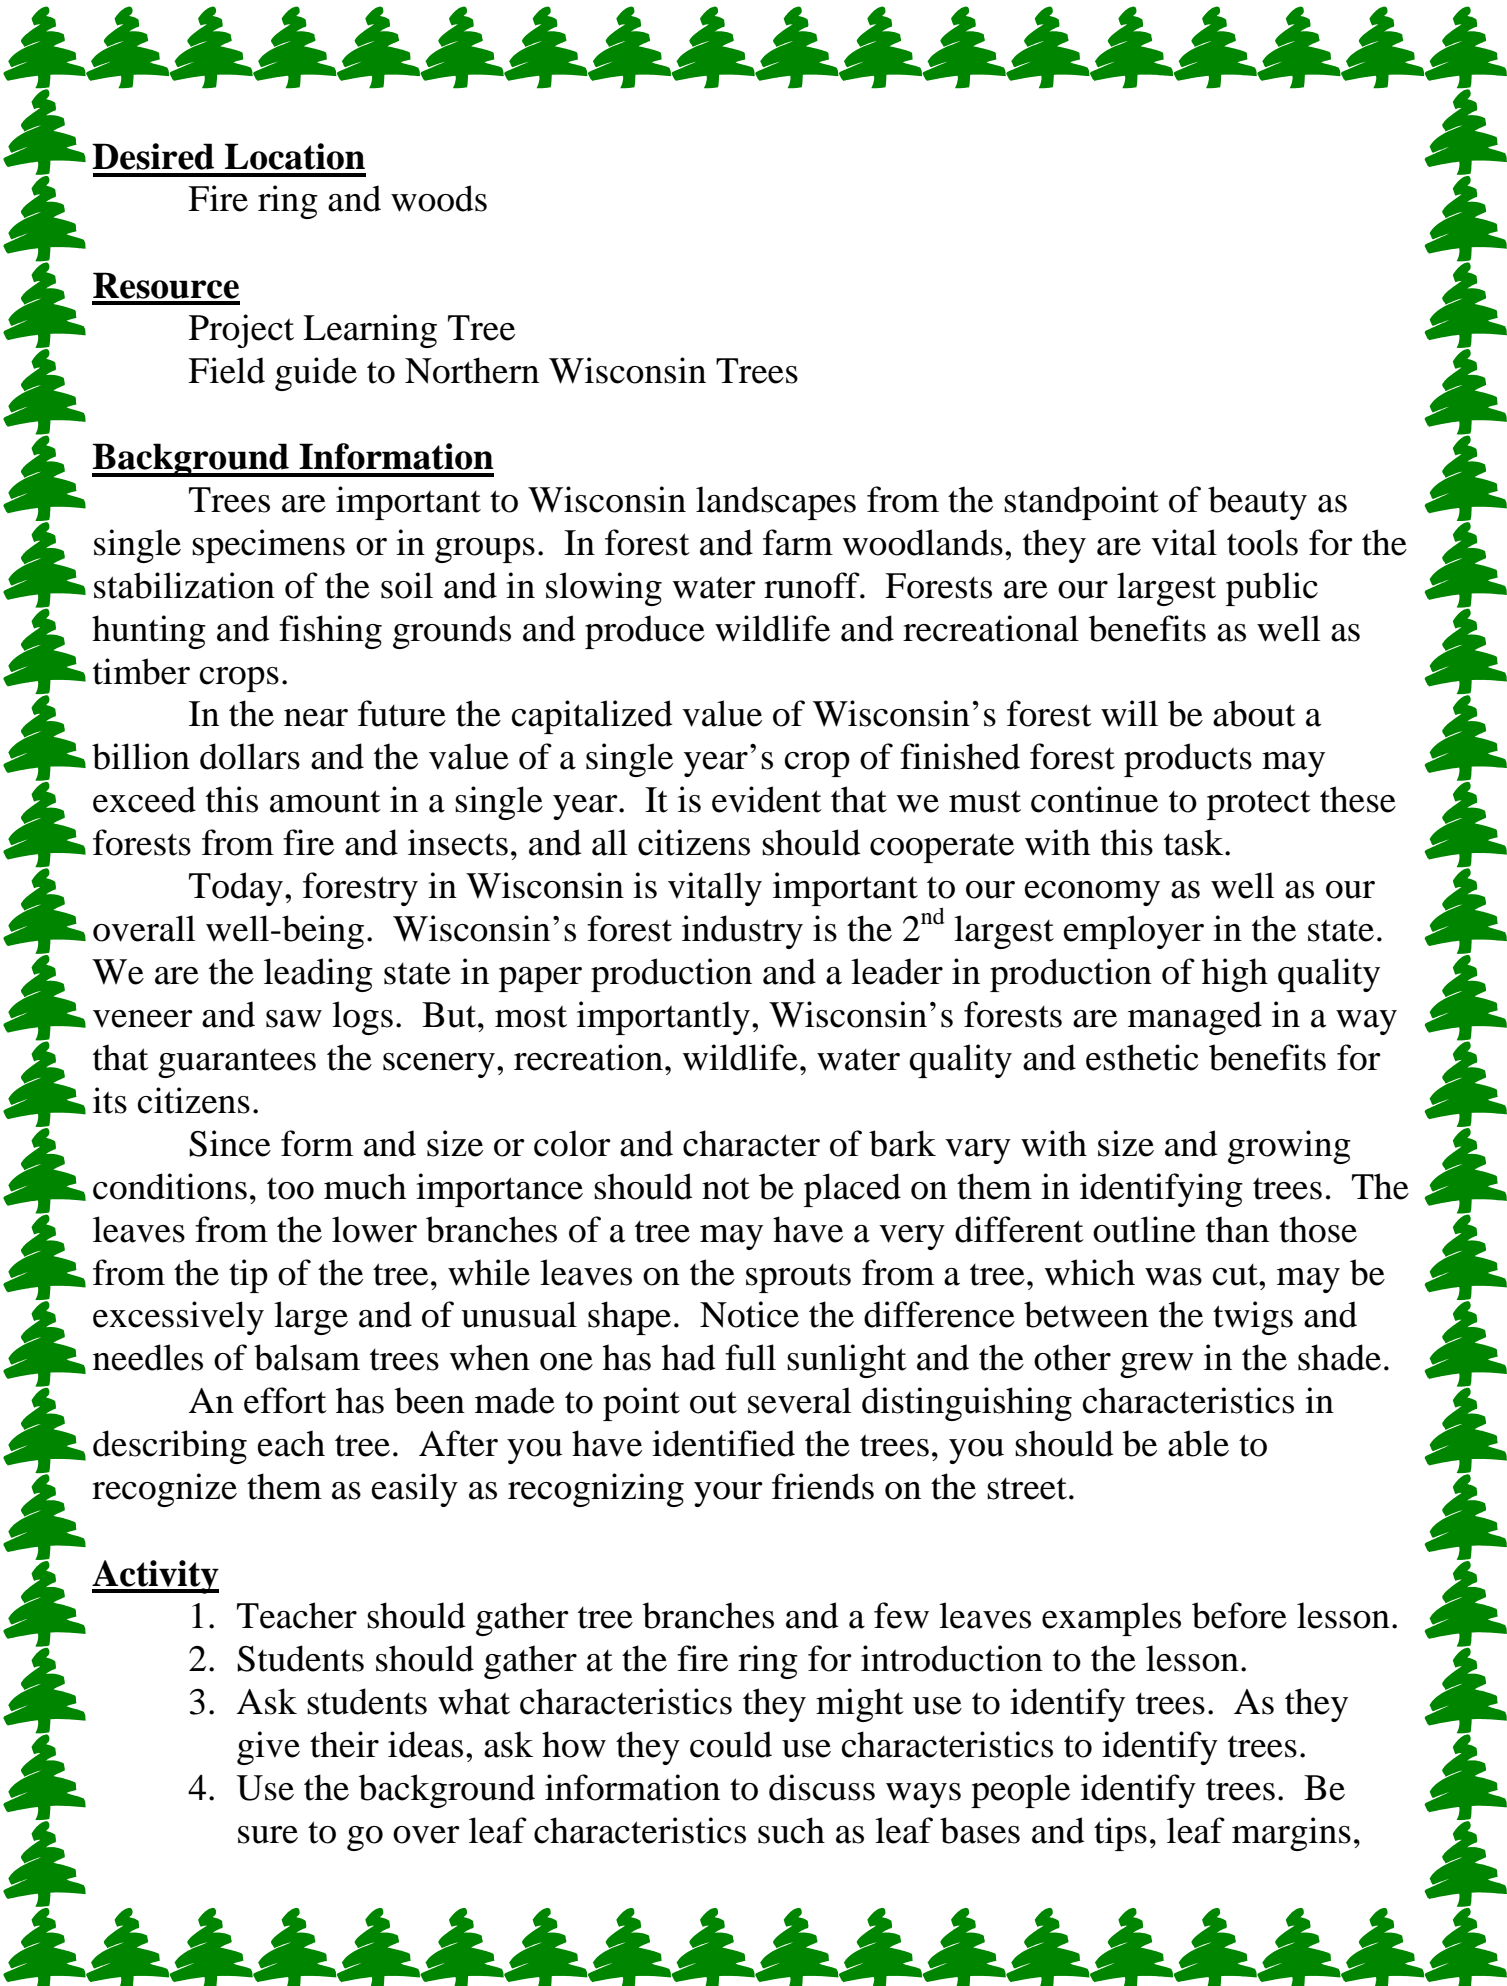 Desired Location
Fire ring and woods
Resource
Project Learning Tree
Field guide to Northern Wisconsin Trees
Background Information
Trees are important to Wisconsin landscapes from the standpoint of beauty as
single specimens or in groups.  In forest and farm woodlands, they are vital tools for the
stabilization of the soil and in slowing water runoff.  Forests are our largest public
hunting and fishing grounds and produce wildlife and recreational benefits as well as
timber crops.
In the near future the capitalized value of Wisconsin’s forest will be about a
billion dollars and the value of a single year’s crop of finished forest products may
exceed this amount in a single year.  It is evident that we must continue to protect these
forests from fire and insects, and all citizens should cooperate with this task.
Today, forestry in Wisconsin is vitally important to our economy as well as our
overall well-being.  Wisconsin’s forest industry is the 2nd largest employer in the state.
We are the leading state in paper production and a leader in production of high quality
veneer and saw logs.  But, most importantly, Wisconsin’s forests are managed in a way
that guarantees the scenery, recreation, wildlife, water quality and esthetic benefits for
its citizens.
Since form and size or color and character of bark vary with size and growing
conditions, too much importance should not be placed on them in identifying trees.  The
leaves from the lower branches of a tree may have a very different outline than those
from the tip of the tree, while leaves on the sprouts from a tree, which was cut, may be
excessively large and of unusual shape.  Notice the difference between the twigs and
needles of balsam trees when one has had full sunlight and the other grew in the shade.
An effort has been made to point out several distinguishing characteristics in
describing each tree.  After you have identified the trees, you should be able to
recognize them as easily as recognizing your friends on the street.
Activity
1. Teacher should gather tree branches and a few leaves examples before lesson.
2. Students should gather at the fire ring for introduction to the lesson.
3. Ask students what characteristics they might use to identify trees.  As they
give their ideas, ask how they could use characteristics to identify trees.
4. Use the background information to discuss ways people identify trees.  Be
sure to go over leaf characteristics such as leaf bases and tips, leaf margins,